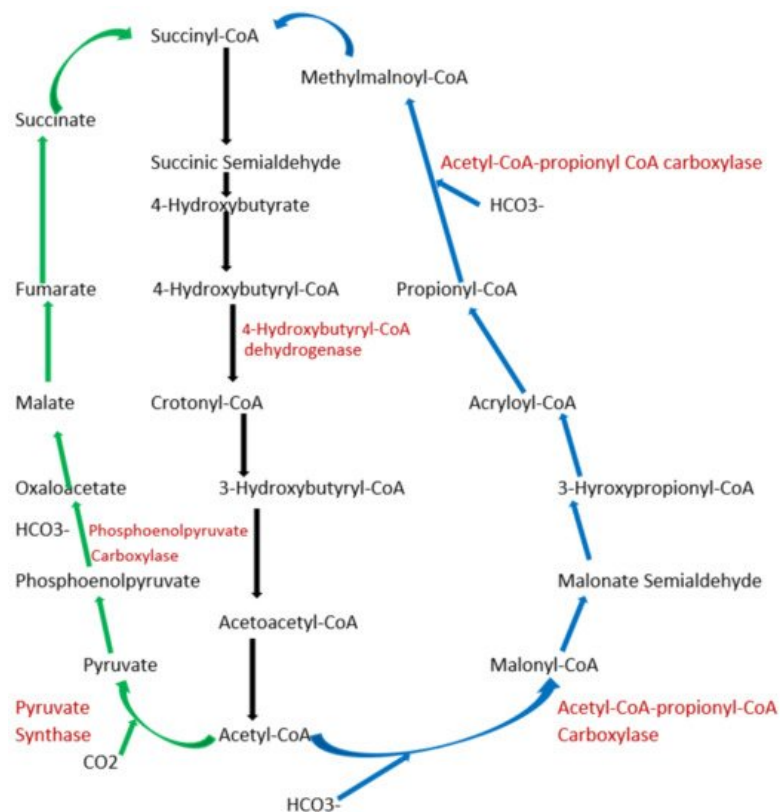 Succinyl-CoA
Methylmalnoyl-CoA
Succinate
Succinic Semialdehyde
Acetyl-CoA-propionyl CoA carboxylase
4-Hydroxybutyrate
HCO3-
Fumarate
4-Hydroxybutyryl-CoA
Propionyl-CoA
4-Hydroxybutyryl-CoA
dehydrogenase
Malate
Crotonyl-CoA
Acryloyl-CoA
Oxaloacetate
3-Hydroxybutyryl-CoA
3-Hyroxypropionyl-CoA
HCO3-
Phosphoenolpyruvate
Carboxylase
Phosphoenolpyruvate
Malonate Semialdehyde
Acetoacetyl-CoA
Pyruvate
Malonyl-CoA
Pyruvate
Synthase
Acetyl-CoA
Acetyl-CoA-propionyl-CoA
Carboxylase
CO2
HCO3-